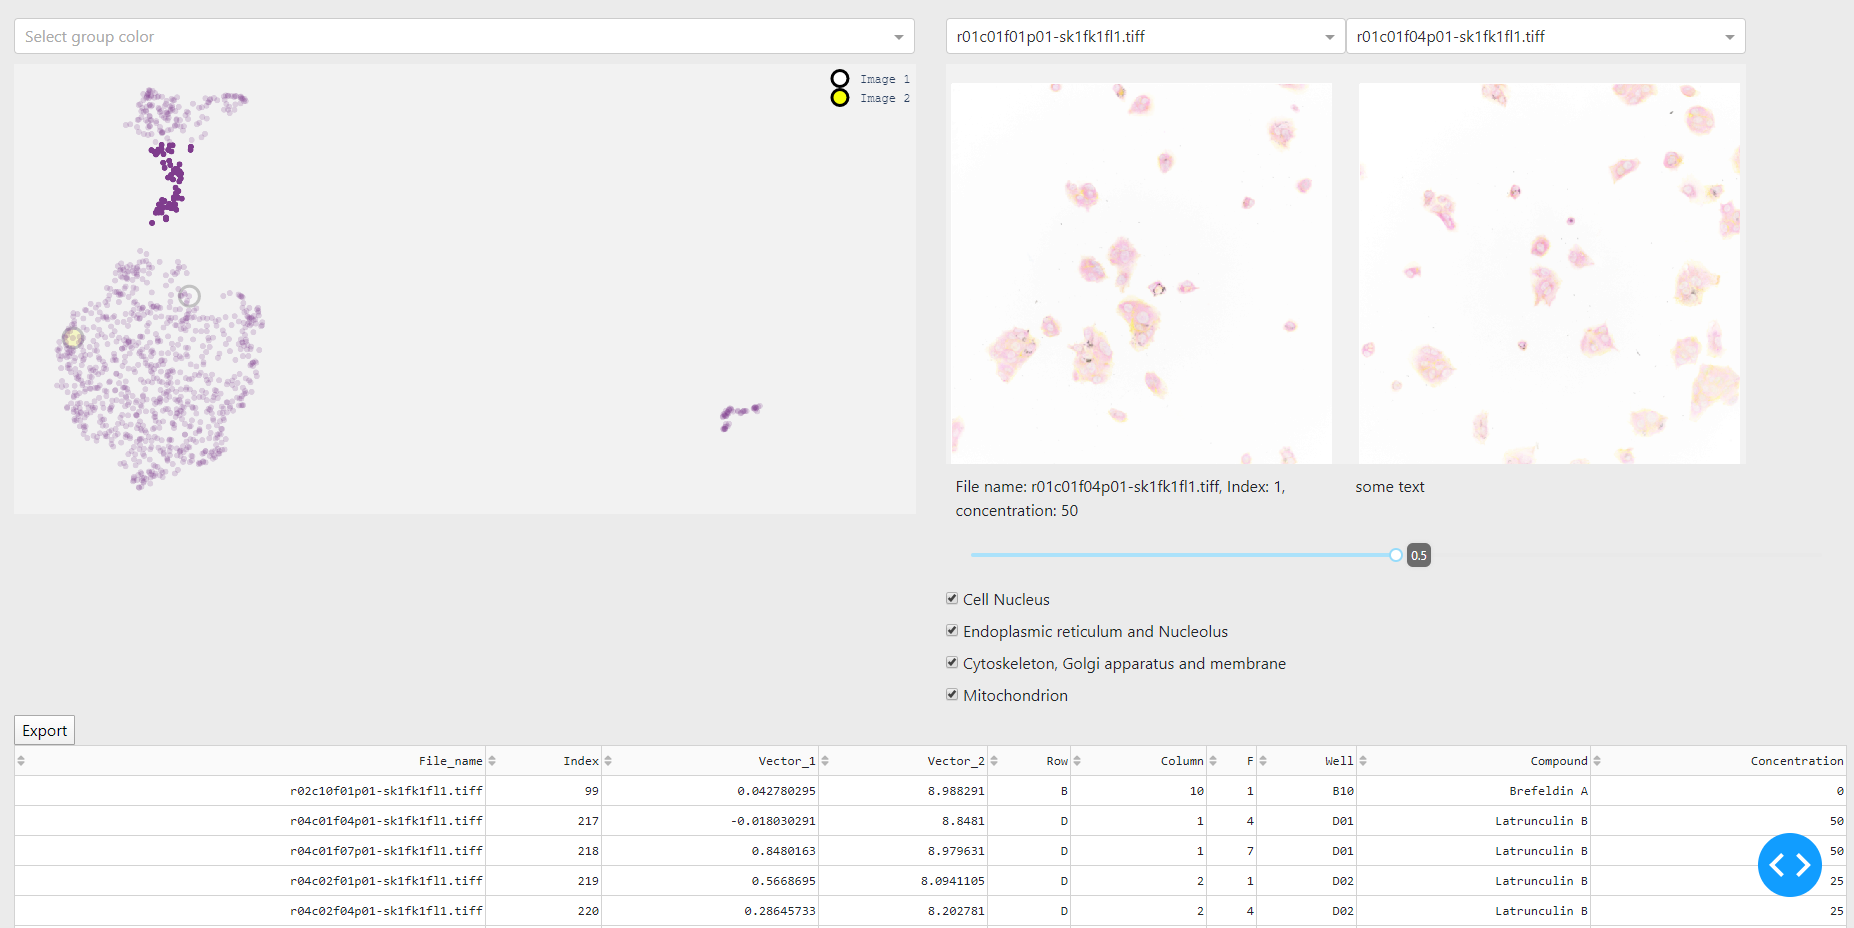 Select group color
r01c01f01p01-sk1fk1fl1.tiff
r01c01f04p01-sk1fk1fl1.tiff
Image 1
Image 2
File name: r01c01f04p01-sk1fk1fl1.tiff, Index: 1,
concentration: 50
some text
0.5
Cell Nucleus
Endoplasmic reticulum and Nucleolus
Cytoskeleton, Golgi apparatus and membrane
Mitochondrion
Export
File_name Index Vector_1 Vector_2 Row Column F Well Compound Concentration
r02c10f01p01-sk1fk1fl1.tiff 99 0.042780295 8.988291 B 10 1 B10 Brefeldin A 0
r04c01f04p01-sk1fk1fl1.tiff 217 -0.018030291 8.8481 D 1 4 D01 Latrunculin B 50
r04c01f07p01-sk1fk1fl1.tiff 218 0.8480163 8.979631 D 1 7 D01 Latrunculin B 50
r04c02f01p01-sk1fk1fl1.tiff 219 0.5668695 8.0941105 D 2 1 D02 Latrunculin B 25
r04c02f04p01-sk1fk1fl1.tiff 220 0.28645733 8.202781 D 2 4 D02 Latrunculin B 25